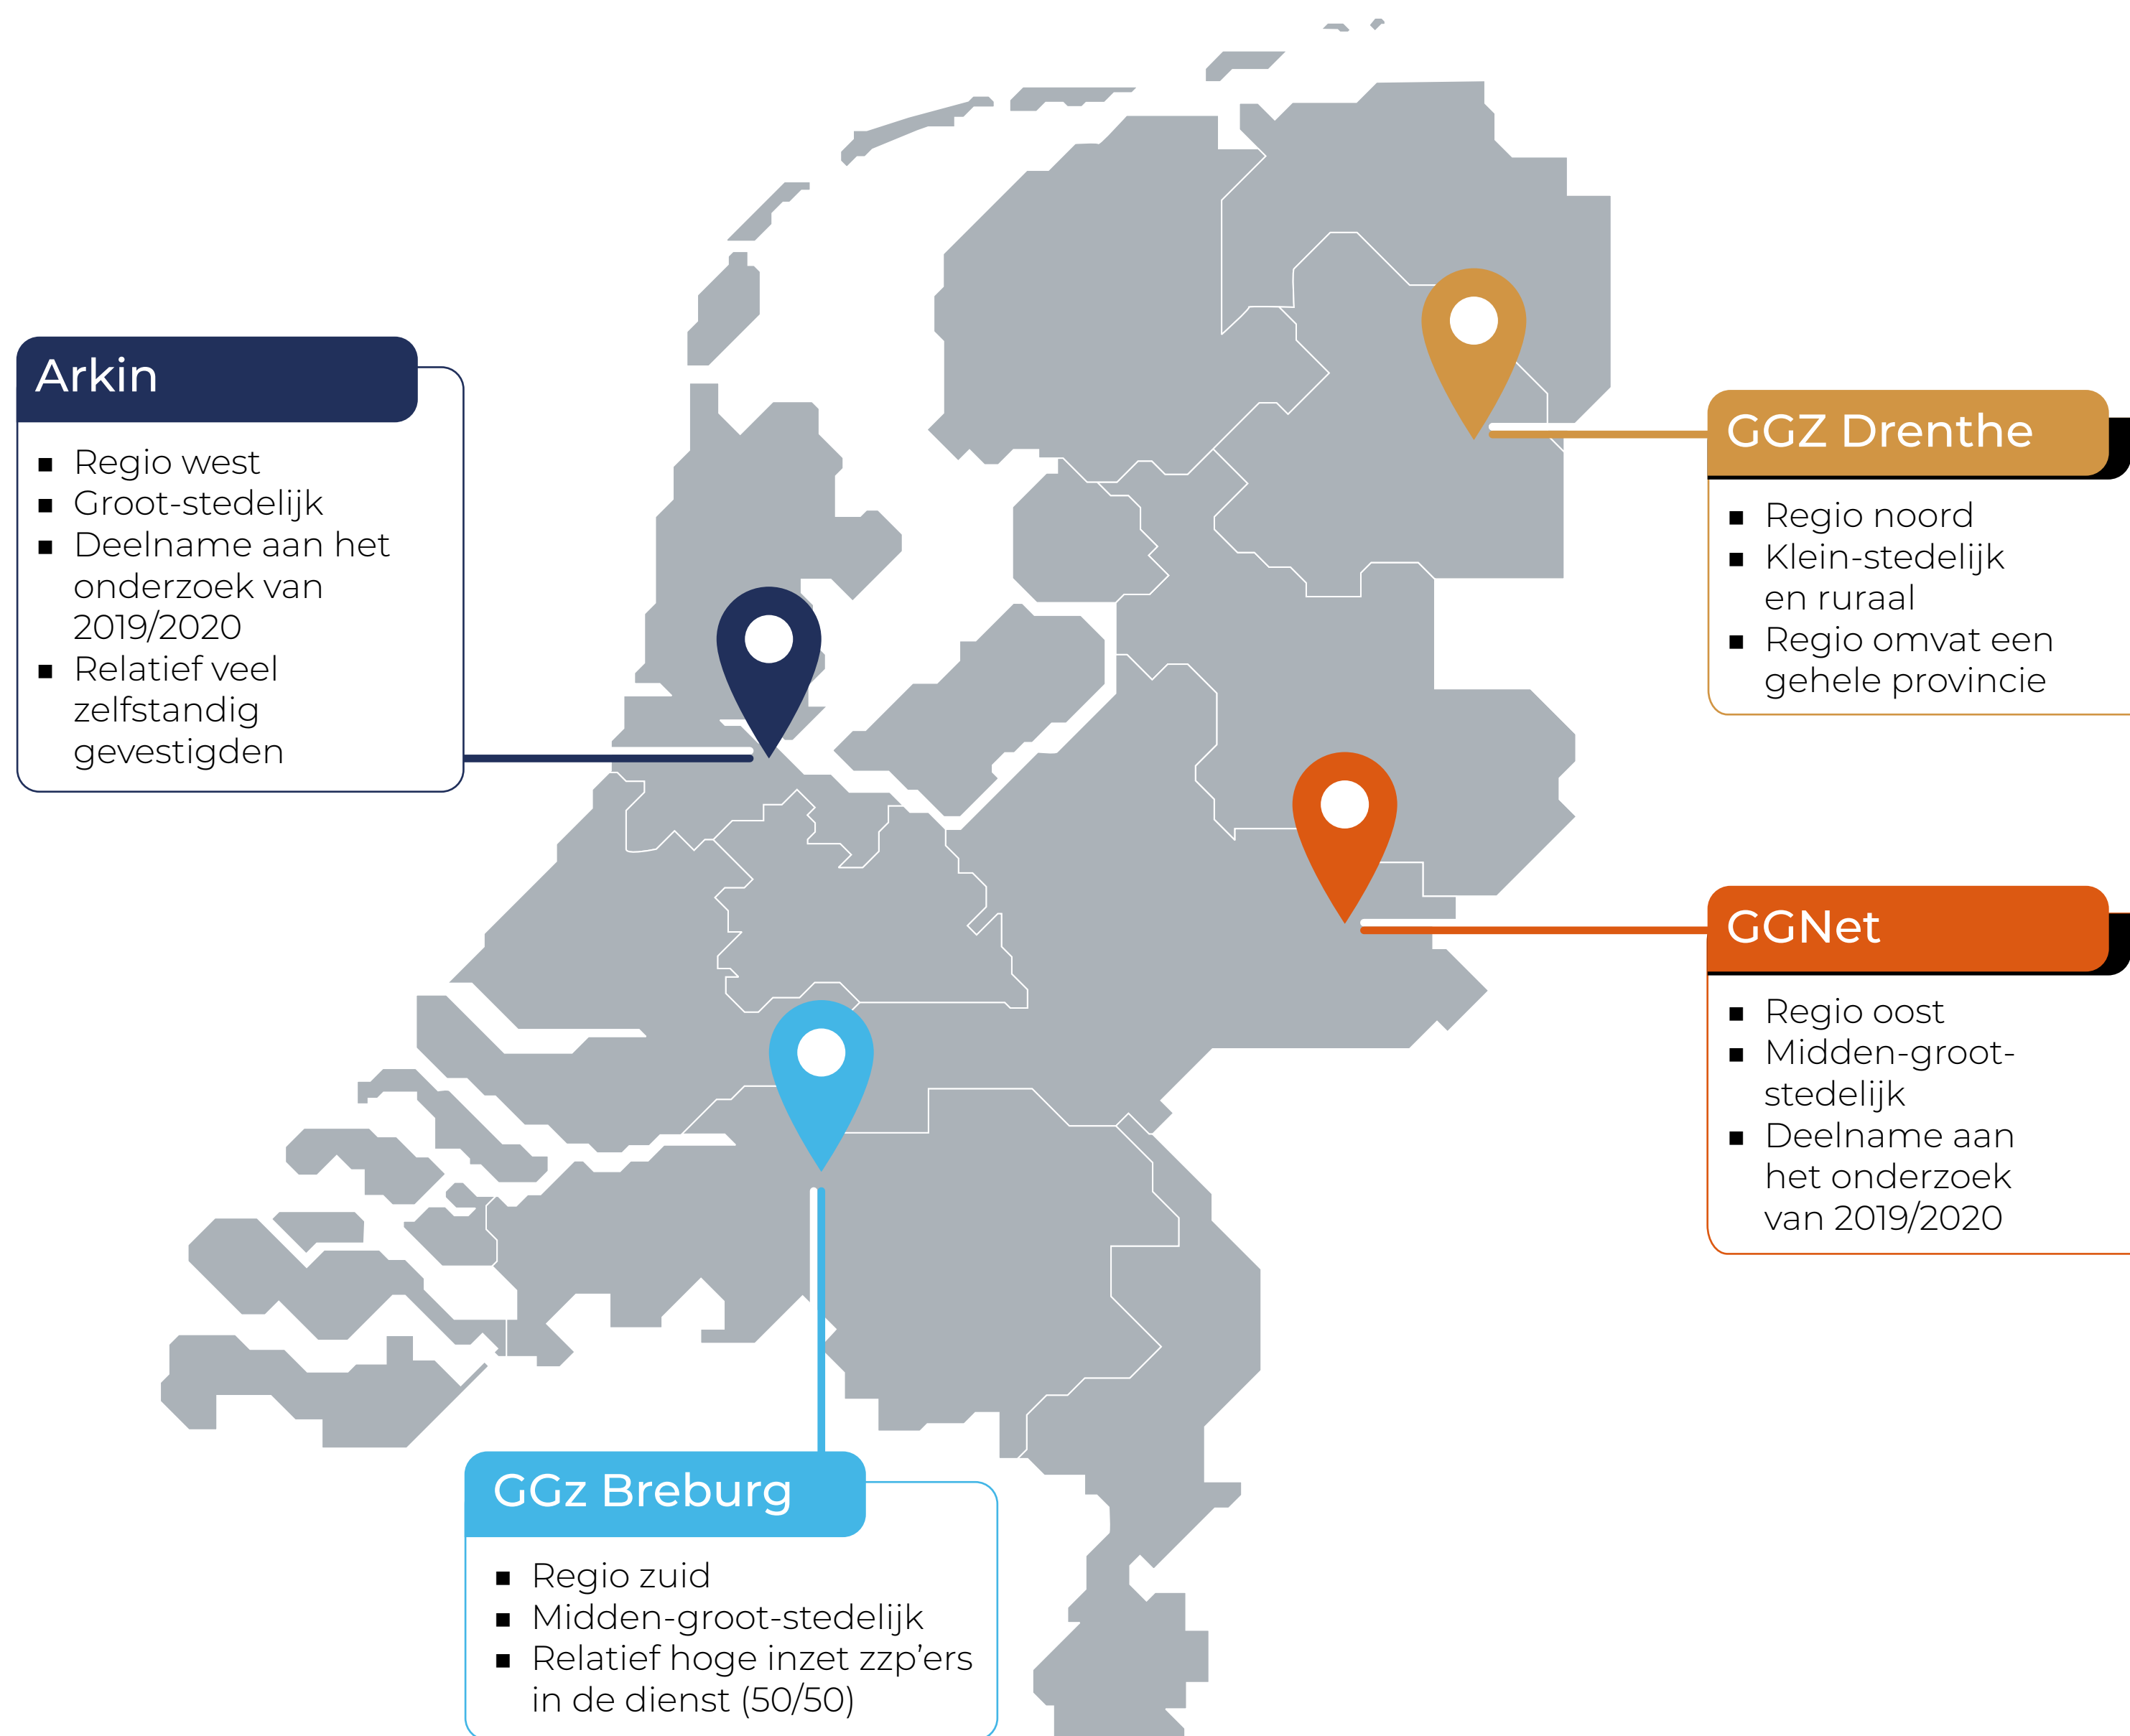 Arkin
Regio west
Groot-stedelijk
Deelname aan het
onderzoek van
2019/2020
Relatief veel
zelfstandig
gevestigden
GGZ Drenthe
Regio noord
Klein-stedelijk
en ruraal
Regio omvat een
gehele provincie
GGNet
Regio oost
Midden-groot-
stedelijk
Deelname aan
het onderzoek
van 2019/2020
GGz Breburg
Regio zuid
Midden-groot-stedelijk
Relatief hoge inzet zzp’ers
in de dienst (50/50)